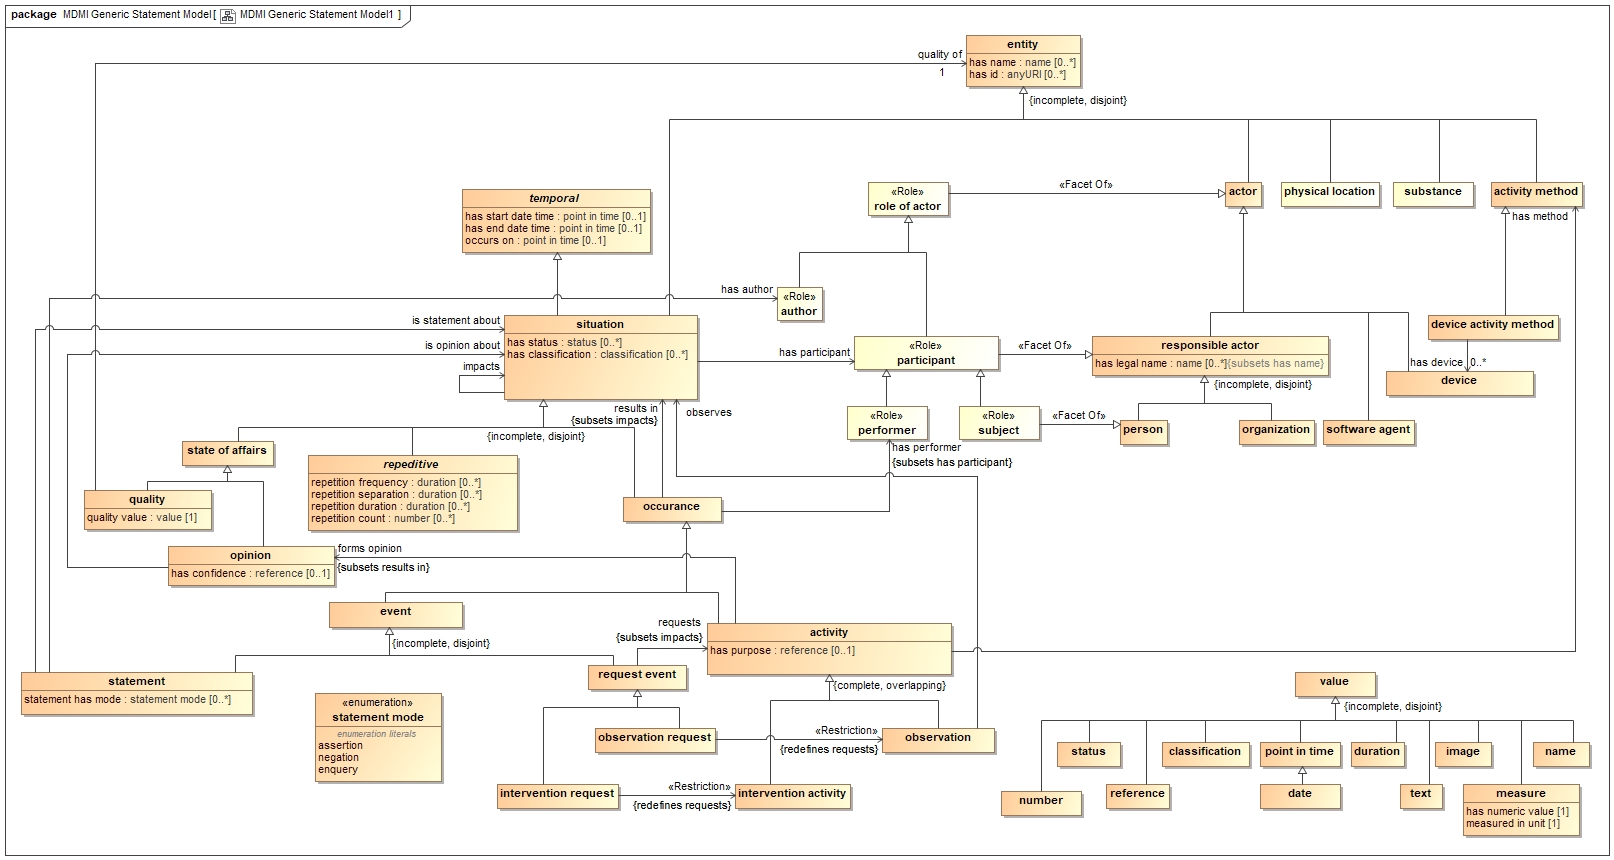 package MDMI Generic Statement Model[ MDMI Generic Statement Model1 ]
entity
has name : name [0..*]
has id : anyURI [0..*]
quality of
1
{incomplete, disjoint}
«Role»
role of actor
«Facet Of»
actor
physical location
substance
activity method
has method
temporal
has start date time : point in time [0..1]
has end date time : point in time [0..1]
occurs on : point in time [0..1]
has author
«Role»
author
is statement about
situation
has status : status [0..*]
has classification : classification [0..*]
is opinion about
impacts
has participant
«Role»
participant
«Facet Of»
responsible actor
has legal name : name [0..*]{subsets has name}
{incomplete, disjoint}
device activity method
has device
0..*
device
results in
{subsets impacts}
observes
{incomplete, disjoint}
«Role»
performer
«Role»
subject
«Facet Of»
person
organization
software agent
has performer
{subsets has participant}
state of affairs
repeditive
repetition frequency : duration [0..*]
repetition separation : duration [0..*]
repetition duration : duration [0..*]
repetition count : number [0..*]
quality
quality value : value [1]
occurance
opinion
has confidence : reference [0..1]
forms opinion
{subsets results in}
event
{incomplete, disjoint}
requests
{subsets impacts}
activity
has purpose : reference [0..1]
{complete, overlapping}
statement
statement has mode : statement mode [0..*]
request event
«enumeration»
statement mode
enumeration literals
assertion
negation
enquery
observation request
«Restriction»
{redefines requests}
observation
intervention request
«Restriction»
{redefines requests}
intervention activity
value
{incomplete, disjoint}
status
classification
point in time
duration
image
name
number
reference
date
text
measure
has numeric value [1]
measured in unit [1]